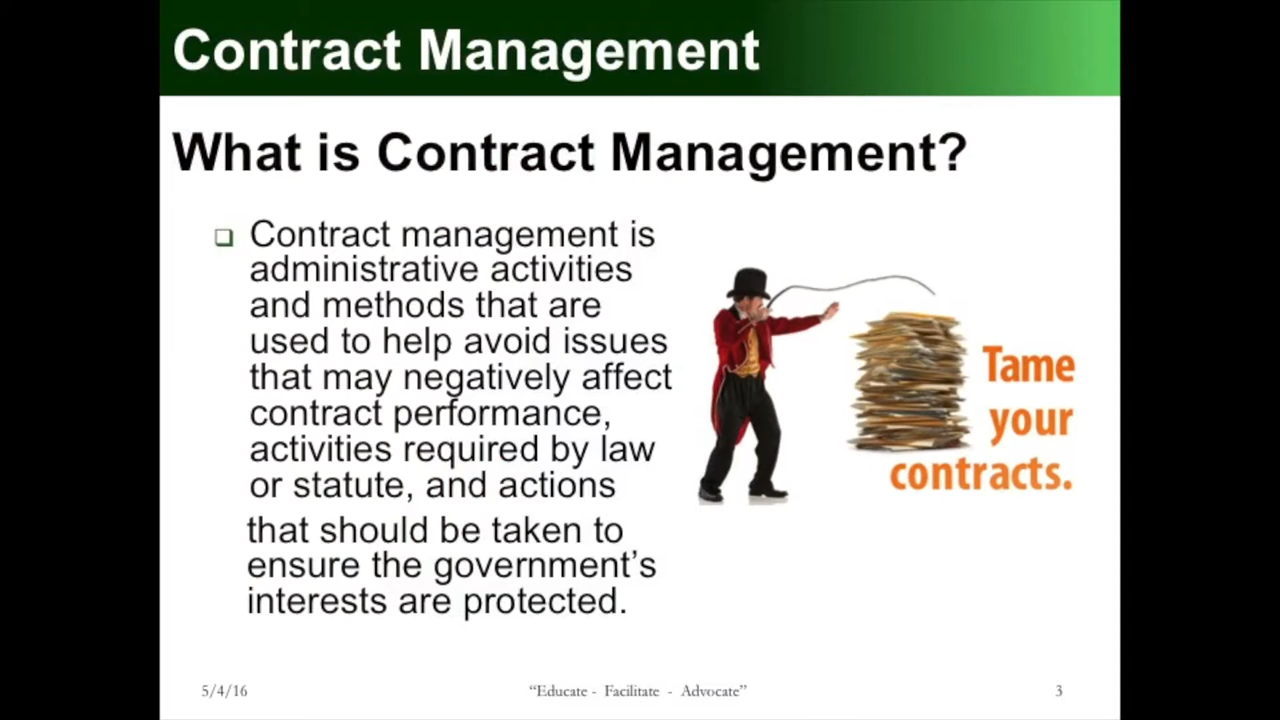 Contract Management
What is Contract Management?
❑ Contract management is
administrative activities
and methods that are
used to help avoid issues
that may negatively affect
contract performance,
activities required by law
or statute, and actions
that should be taken to
ensure the government’s
interests are protected.
Tame
your
contracts.
5/4/16
“Educate - Facilitate - Advocate”
3